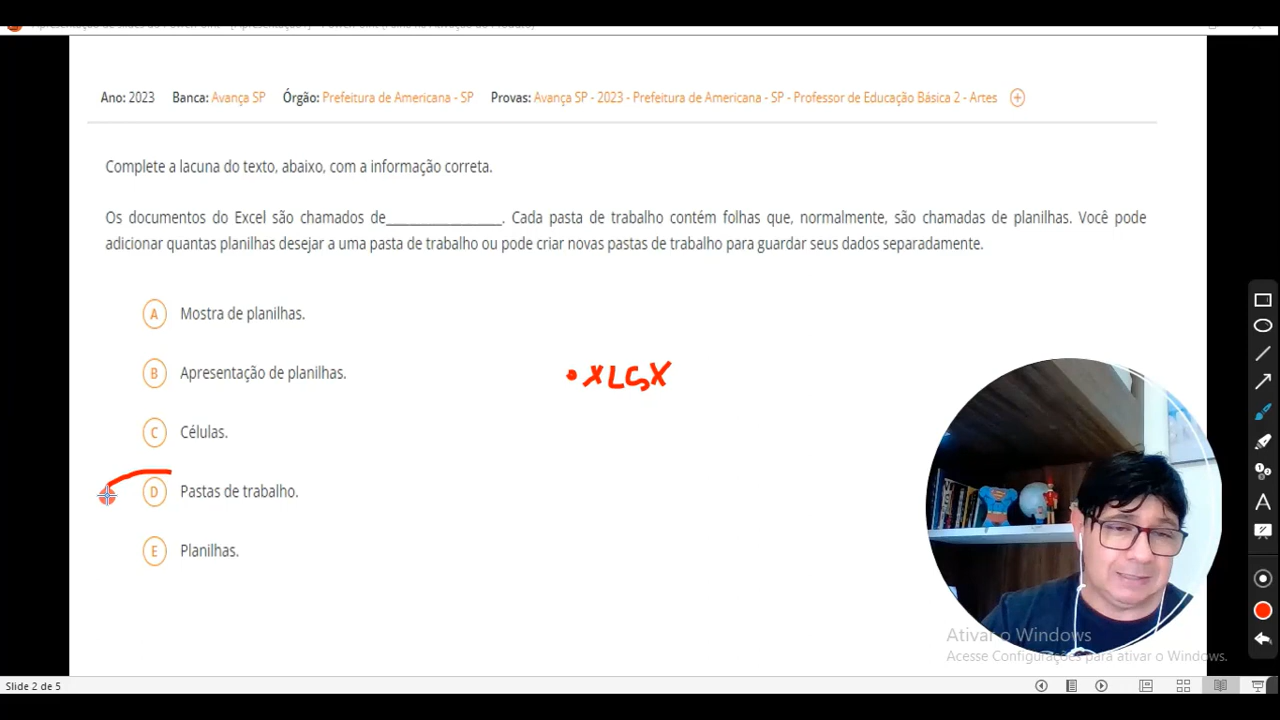 Ano: 2023 Banca: Avança SP Órgão: Prefeitura de Americana - SP Provas: Avança SP - 2023 - Prefeitura de Americana - SP - Professor de Educação Básica 2 - Artes
Complete a lacuna do texto, abaixo, com a informação correta.
Os documentos do Excel são chamados de______________. Cada pasta de trabalho contém folhas que, normalmente, são chamadas de planilhas. Você pode
adicionar quantas planilhas desejar a uma pasta de trabalho ou pode criar novas pastas de trabalho para guardar seus dados separadamente.
A Mostra de planilhas.
B Apresentação de planilhas.
.XLSX
C Células.
D Pastas de trabalho.
E Planilhas.
Ativar o Windows
Acesse Configurações para ativar o Windows.
Slide 2 de 5